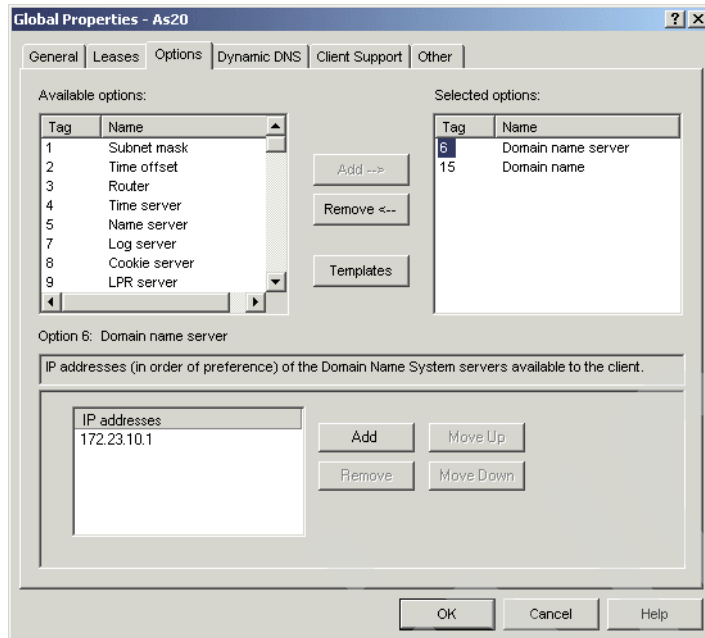 Global Properties - As20
General Leases Options Dynamic DNS Client Support Other
Available options:
Selected options:
Tag Name
1 Subnet mask
2 Time offset
3 Router
4 Time server
5 Name server
7 Log server
8 Cookie server
9 LPR server
Add -->
Remove <--
Templates
Tag Name
6 Domain name server
15 Domain name
Option 6: Domain name server
IP addresses (in order of preference) of the Domain Name System servers available to the client.
IP addresses
172.23.10.1
Add Move Up
Remove Move Down
OK Cancel Help